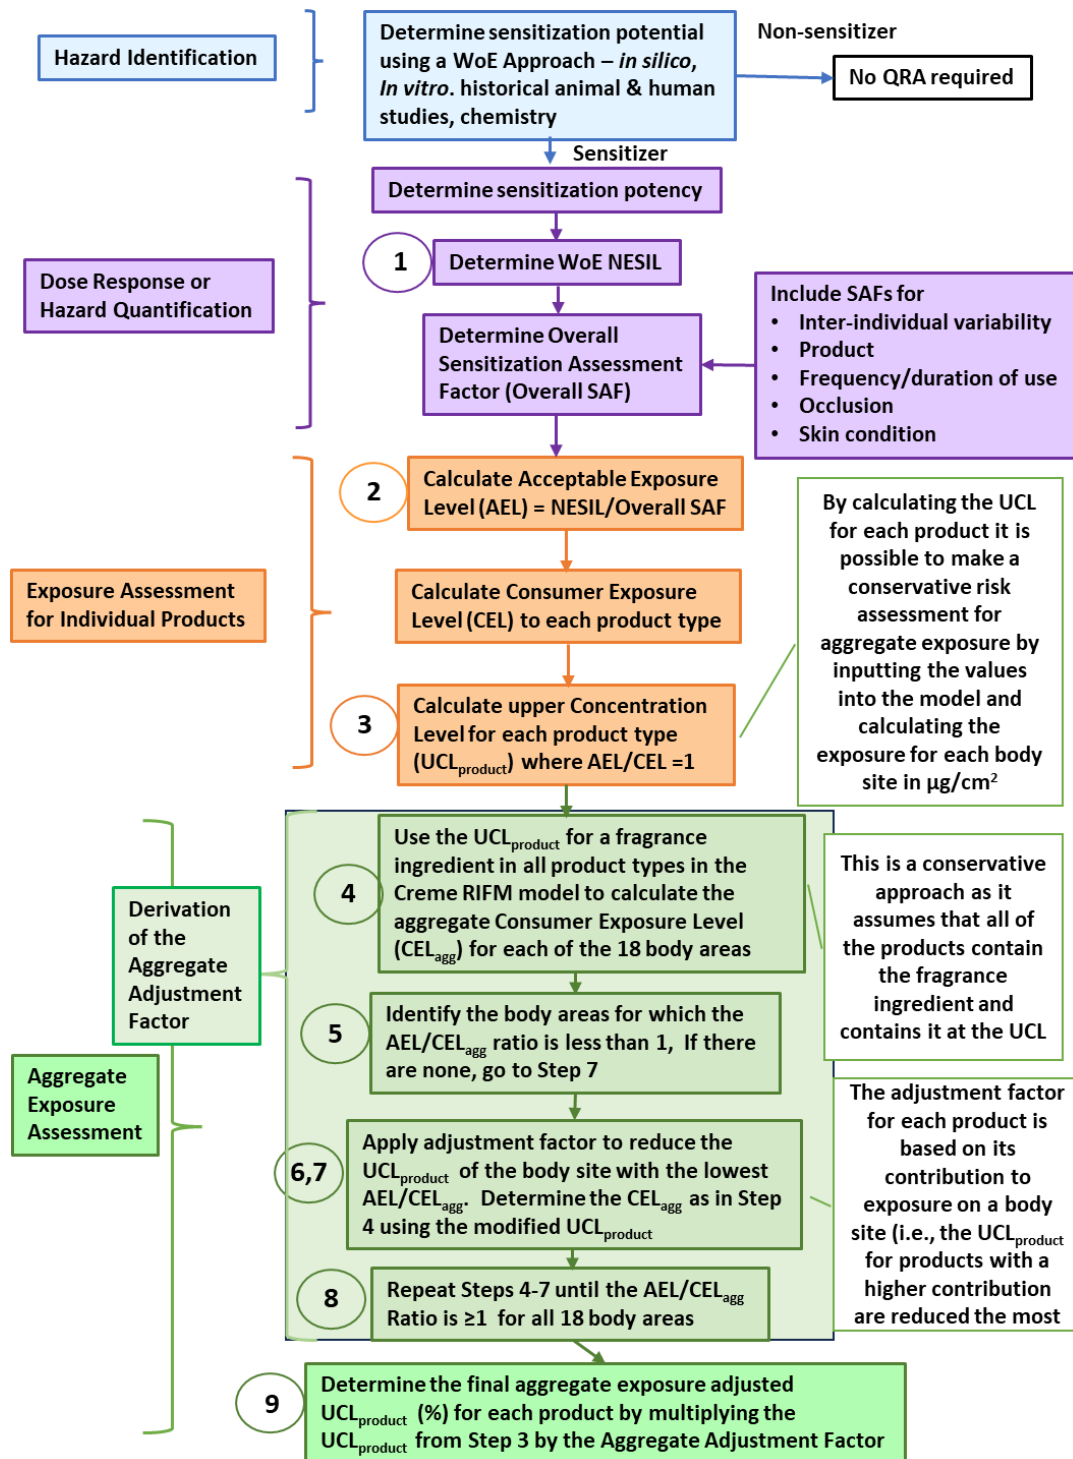 Hazard Identification
Determine sensitization potential
using a WoE Approach – in silico,
In vitro. historical animal & human
studies, chemistry
Non-sensitizer
No QRA required
Sensitizer
Determine sensitization potency
1
Determine WoE NESIL
Dose Response or
Hazard Quantification
Determine Overall
Sensitization Assessment
Factor (Overall SAF)
Include SAFs for
• Inter-individual variability
• Product
• Frequency/duration of use
• Occlusion
• Skin condition
2
Calculate Acceptable Exposure
Level (AEL) = NESIL/Overall SAF
Exposure Assessment
for Individual Products
Calculate Consumer Exposure
Level (CEL) to each product type
3
Calculate upper Concentration
Level for each product type
(UCLproduct) where AEL/CEL =1
By calculating the UCL
for each product it is
possible to make a
conservative risk
assessment for
aggregate exposure by
inputting the values
into the model and
calculating the
exposure for each body
site in µg/cm²
4
Use the UCLproduct for a fragrance
ingredient in all product types in the
Creme RIFM model to calculate the
aggregate Consumer Exposure Level
(CELagg) for each of the 18 body areas
This is a conservative
approach as it
assumes that all of
the products contain
the fragrance
ingredient and
contains it at the UCL
Derivation
of the
Aggregate
Adjustment
Factor
5
Identify the body areas for which the
AEL/CELagg ratio is less than 1, If there
are none, go to Step 7
Aggregate
Exposure
Assessment
6,7
Apply adjustment factor to reduce the
UCLproduct of the body site with the lowest
AEL/CELagg. Determine the CELagg as in Step
4 using the modified UCLproduct
The adjustment factor
for each product is
based on its
contribution to
exposure on a body
site (i.e., the UCLproduct
for products with a
higher contribution
are reduced the most
8
Repeat Steps 4-7 until the AEL/CELagg
Ratio is ≥1 for all 18 body areas
9
Determine the final aggregate exposure adjusted
UCLproduct (%) for each product by multiplying the
UCLproduct from Step 3 by the Aggregate Adjustment Factor